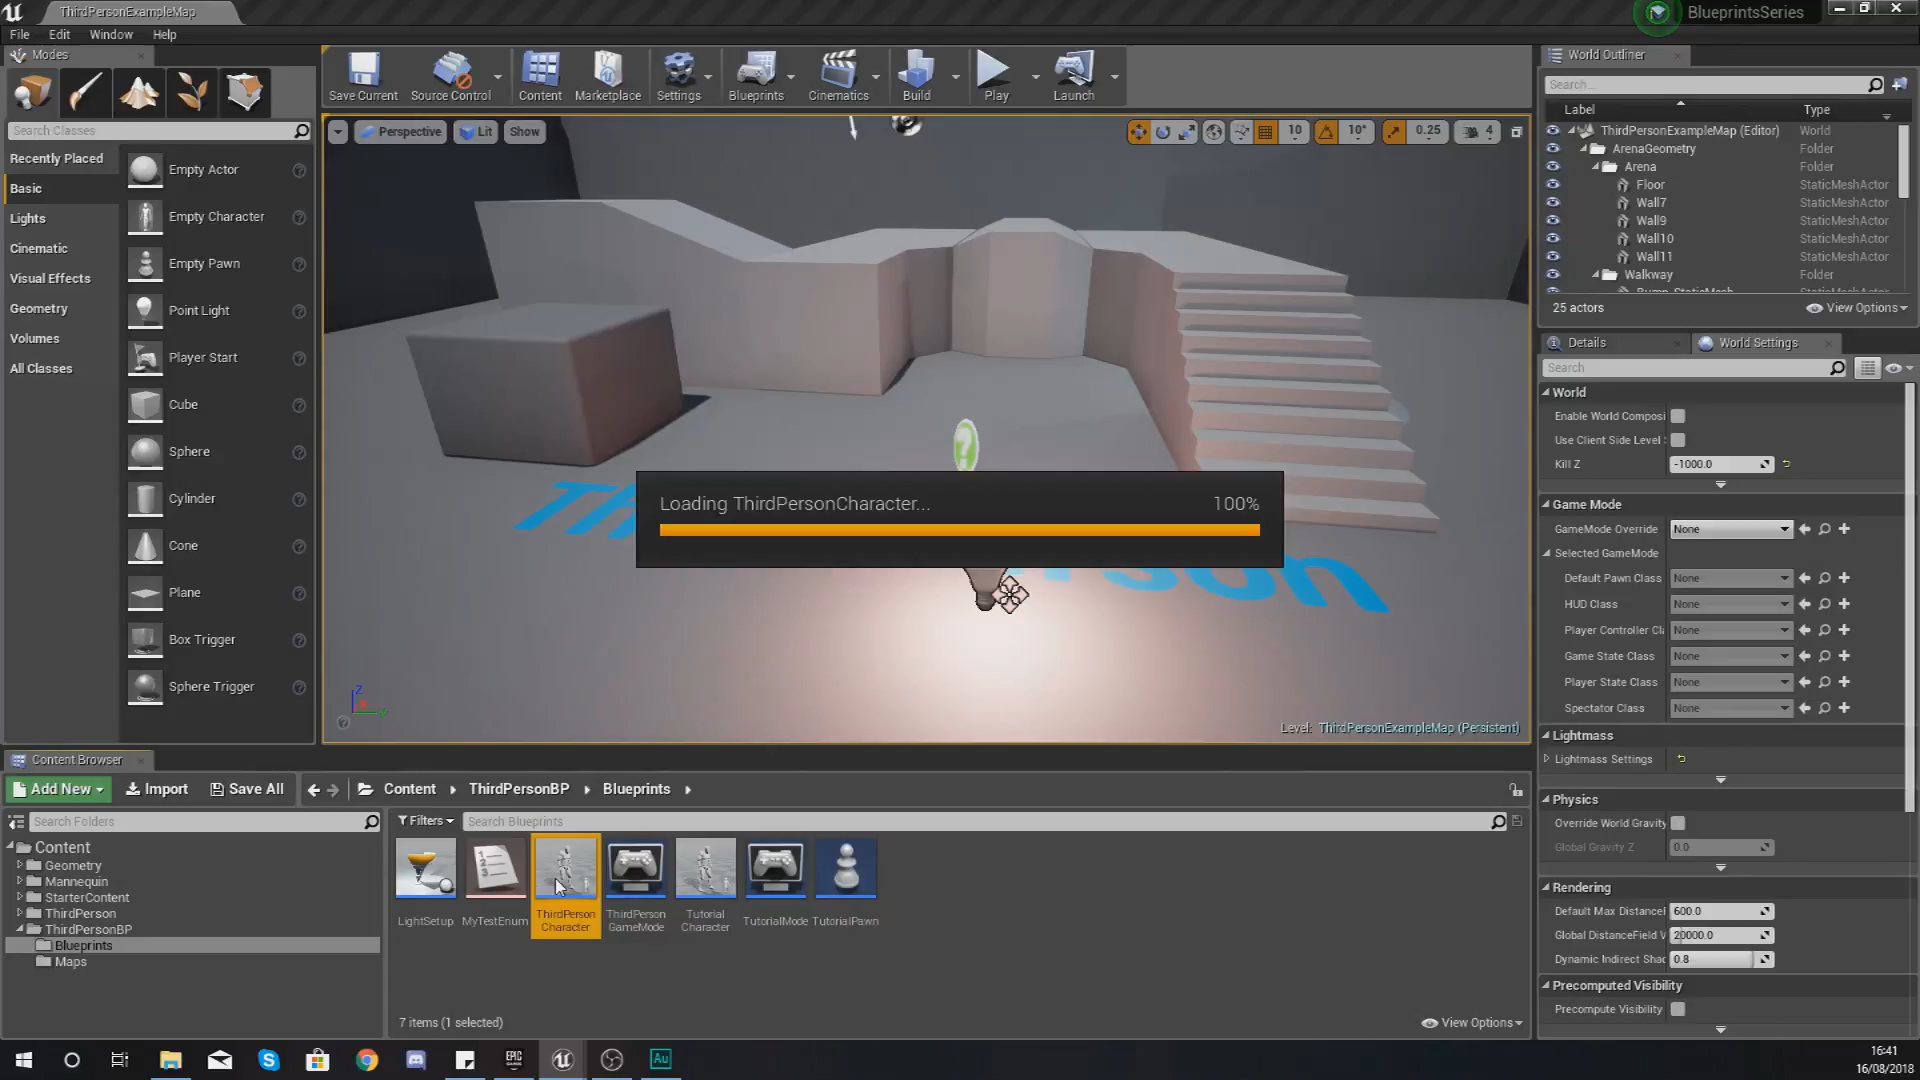 ThirdPersonExampleMap
BlueprintsSeries
File Edit Window Help
Modes
Search Classes
Recently Placed
Basic
Lights
Cinematic
Visual Effects
Geometry
Volumes
All Classes
Empty Actor
Empty Character
Empty Pawn
Point Light
Player Start
Cube
Sphere
Cylinder
Cone
Plane
Box Trigger
Sphere Trigger
Save Current Source Control Content Marketplace Settings Blueprints Cinematics Build Play Launch
Perspective Lit Show
10 10° 0.25 4
Loading ThirdPersonCharacter... 100%
Level: ThirdPersonExampleMap (Persistent)
World Outliner
Search...
Label Type
ThirdPersonExampleMap (Editor) World
ArenaGeometry Folder
Arena Folder
Floor StaticMeshActor
Wall7 StaticMeshActor
Wall9 StaticMeshActor
Wall10 StaticMeshActor
Wall11 StaticMeshActor
Walkway Folder
Bump_StaticMesh
25 actors View Options
Details World Settings
Search
World
Enable World Composi
Use Client Side Level
Kill Z -1000.0
Game Mode
GameMode Override None
Selected GameMode
Default Pawn Class None
HUD Class None
Player Controller Cl None
Game State Class None
Player State Class None
Spectator Class None
Lightmass
Lightmass Settings
Physics
Override World Gravity
Global Gravity Z 0.0
Rendering
Default Max Distance 600.0
Global DistanceField V 20000.0
Dynamic Indirect Shad 0.8
Precomputed Visibility
Precompute Visibility
Content Browser
Add New Import Save All Content ThirdPersonBP Blueprints
Search Folders
Filters Search Blueprints
Content
Geometry
Mannequin
StarterContent
ThirdPerson
ThirdPersonBP
Blueprints
Maps
LightSetup
MyTestEnum
ThirdPerson
Character
ThirdPerson
GameMode
Tutorial
Character
TutorialMode
TutorialPawn
7 items (1 selected) View Options
EPIC
GAMES
Au
16:41
16/08/2018